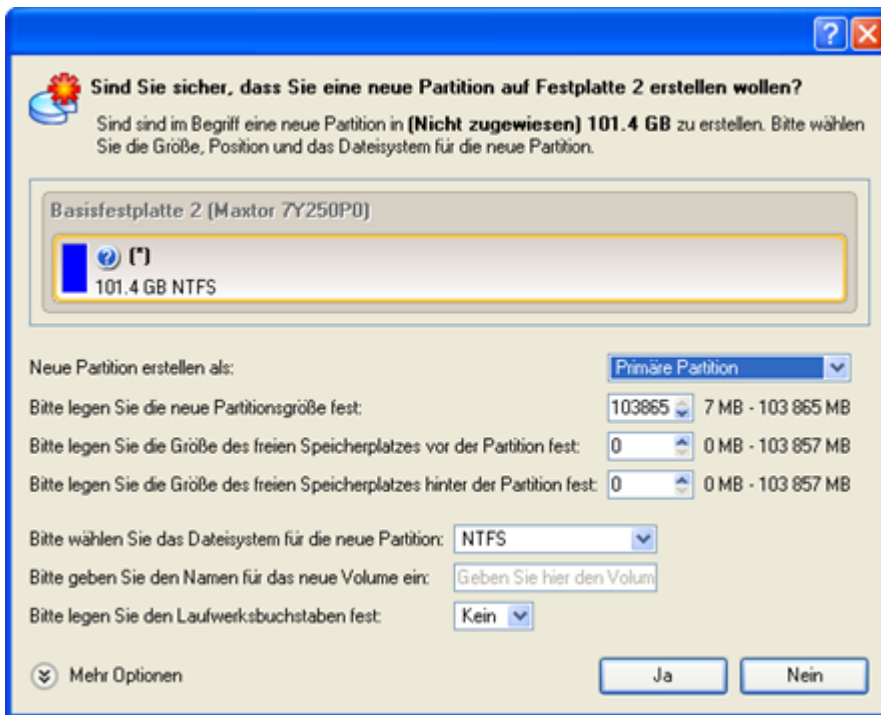 Sind Sie sicher, dass Sie eine neue Partition auf Festplatte 2 erstellen wollen?
Sind sind im Begriff eine neue Partition in (Nicht zugewiesen) 101.4 GB zu erstellen. Bitte wählen
Sie die Größe, Position und das Dateisystem für die neue Partition.
Basisfestplatte 2 (Maxtor 7Y250P0)
(*)
101.4 GB NTFS
Neue Partition erstellen als: Primäre Partition
Bitte legen Sie die neue Partitionsgröße fest: 103865 7 MB - 103 865 MB
Bitte legen Sie die Größe des freien Speicherplatzes vor der Partition fest: 0 0 MB - 103 857 MB
Bitte legen Sie die Größe des freien Speicherplatzes hinter der Partition fest: 0 0 MB - 103 857 MB
Bitte wählen Sie das Dateisystem für die neue Partition: NTFS
Bitte geben Sie den Namen für das neue Volume ein: Geben Sie hier den Volum
Bitte legen Sie den Laufwerksbuchstaben fest: Kein
Mehr Optionen Ja Nein